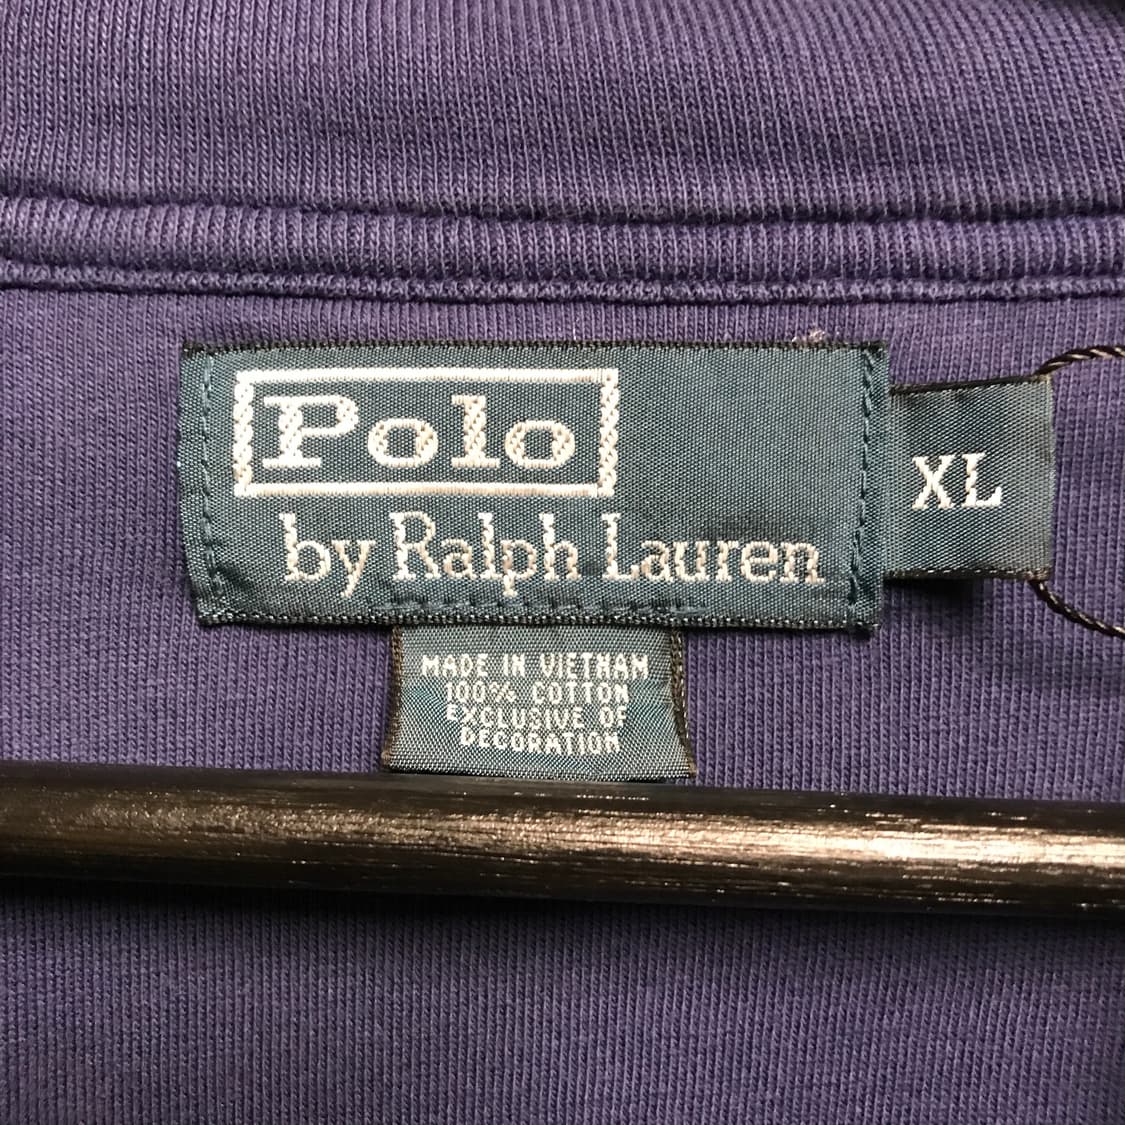 Polo
by Ralph Lauren
XL
MADE IN VIETNAM
100% COTTON
EXCLUSIVE OF
DECORATION